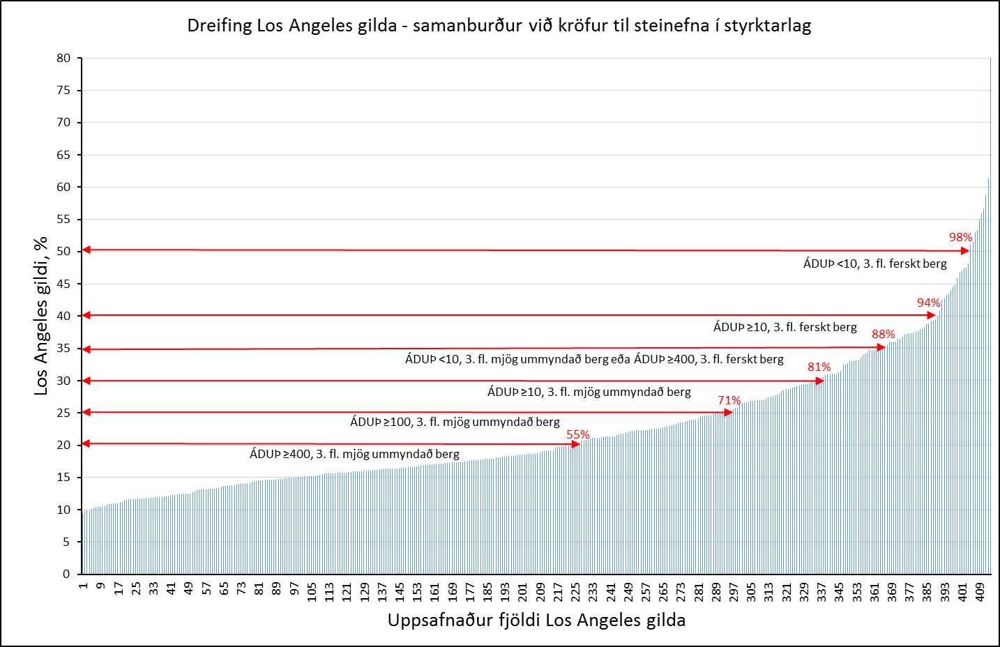 Dreifing Los Angeles gilda - samanburður við kröfur til steinefna í styrktarlag
Los Angeles gildi, %
80
75
70
65
60
55
50
45
40
35
30
25
20
15
10
5
0
98%
ÁDUÞ <10, 3. fl. ferskt berg
94%
ÁDUÞ ≥10, 3. fl. ferskt berg
88%
ÁDUÞ <10, 3. fl. mjög ummyndað berg eða ÁDUÞ ≥400, 3. fl. ferskt berg
81%
ÁDUÞ ≥10, 3. fl. mjög ummyndað berg
71%
ÁDUÞ ≥100, 3. fl. mjög ummyndað berg
55%
ÁDUÞ ≥400, 3. fl. mjög ummyndað berg
1 9 17 25 33 41 49 57 65 73 81 89 97 105 113 121 129 137 145 153 161 169 177 185 193 201 209 217 225 233 241 249 257 265 273 281 289 297 305 313 321 329 337 345 353 361 369 377 385 393 401 409
Uppsafnaður fjöldi Los Angeles gilda